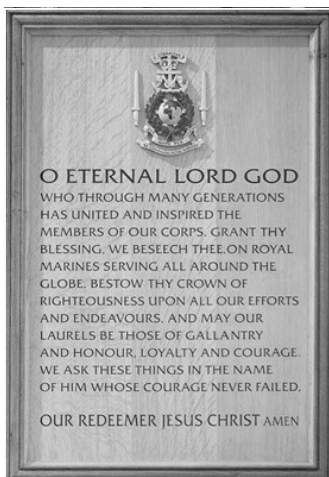 O ETERNAL LORD GOD
WHO THROUGH MANY GENERATIONS
HAS UNITED AND INSPIRED THE
MEMBERS OF OUR CORPS, GRANT THY
BLESSING, WE BESEECH THEE,ON ROYAL
MARINES SERVING ALL AROUND THE
GLOBE. BESTOW THY CROWN OF
RIGHTEOUSNESS UPON ALL OUR EFFORTS
AND ENDEAVOURS, AND MAY OUR
LAURELS BE THOSE OF GALLANTRY
AND HONOUR, LOYALTY AND COURAGE.
WE ASK THESE THINGS IN THE NAME
OF HIM WHOSE COURAGE NEVER FAILED,
OUR REDEEMER JESUS CHRIST AMEN